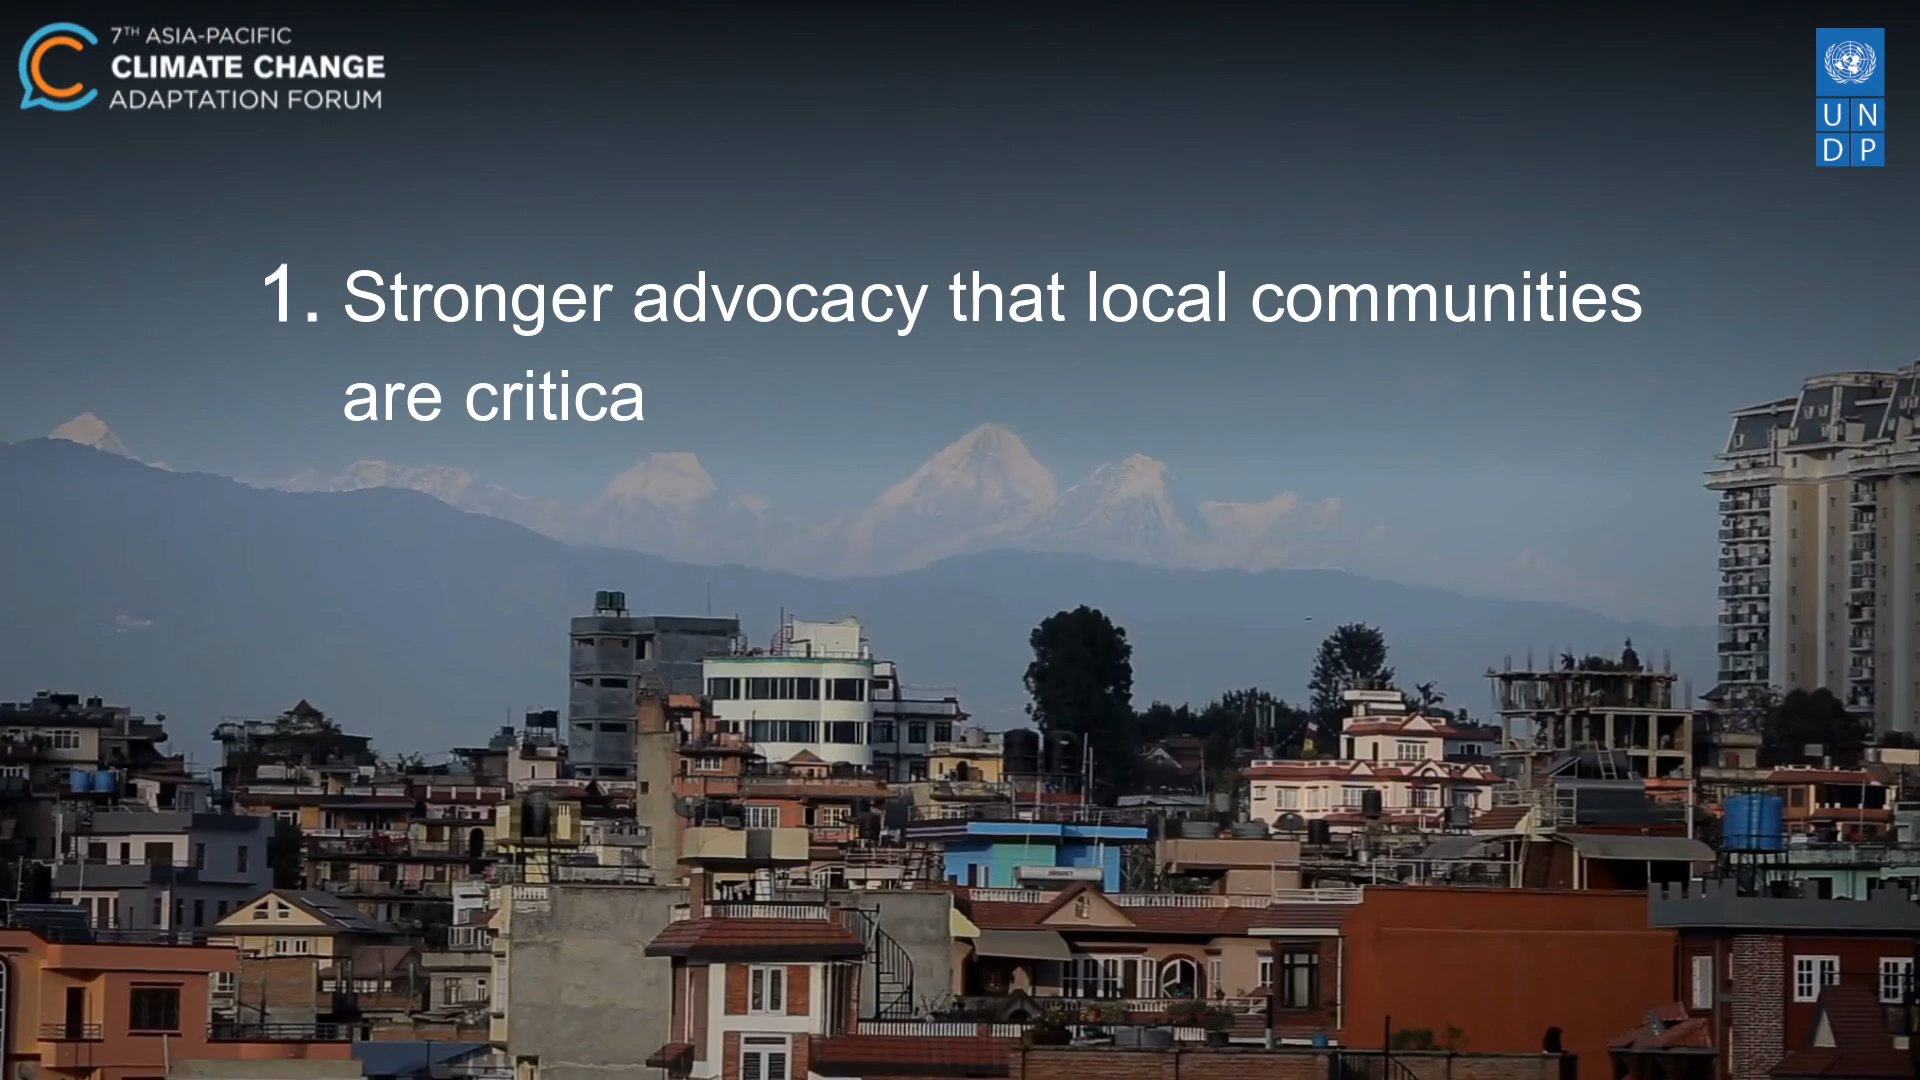 7TH ASIA-PACIFIC
CLIMATE CHANGE
ADAPTATION FORUM
U N
D P
1. Stronger advocacy that local communities
are critica